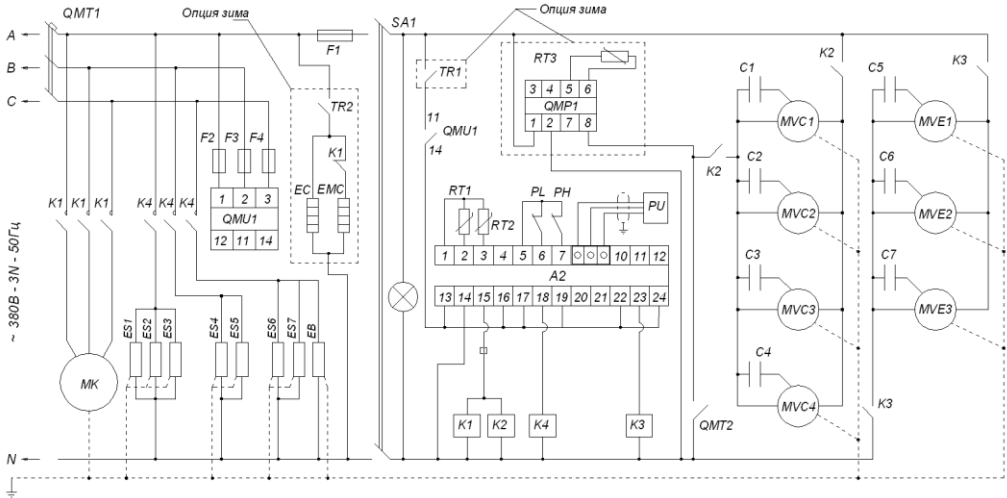 QMT1
Опция зима
SA1
Опция зима
A
B
C
N
~ 380В - 3N - 50Гц
F1
F2
F3
F4
TR2
K1
EC
EMC
1 2 3
QMU1
12 11 14
K1
K1
K1
K4
K4
K4
ES1
ES2
ES3
ES4
ES5
ES6
ES7
EB
МК
TR1
11
QMU1
14
RT3
3 4 5 6
QMP1
1 2 7 8
RT1
RT2
PL
PH
PU
1 2 3 4 5 6 7 10 11 12
A2
13 14 15 16 17 18 19 20 21 22 23 24
K1
K2
K4
K3
QMT2
K2
K2
K3
K3
C1
MVC1
C2
MVC2
C3
MVC3
C4
MVC4
C5
MVE1
C6
MVE2
C7
MVE3